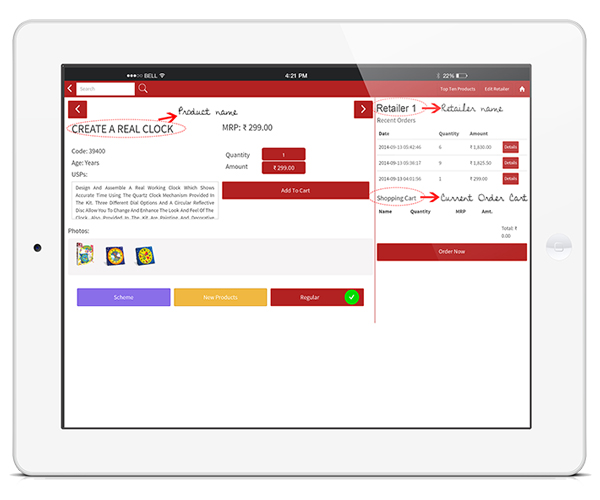 BELL 4:21 PM 22%
Search Top Ten Products Edit Retailer
Product name
CREATE A REAL CLOCK MRP: ₹ 299.00
Code: 39400
Age: Years
USPs:
Quantity 1
Amount ₹ 299.00
Add To Cart
Design And Assemble A Real Working Clock Which Shows
Accurate Time Using The Quartz Clock Mechanism Provided In
The Kit. Three Different Dial Options And A Circular Reflective
Disc Allow You To Change And Enhance The Look And Feel Of The
Clock. Also Provided In The Kit Are Painting And Decorative
Photos:
Scheme New Products Regular
Retailer 1 Retailer name
Recent Orders
Date Quantity Amount
2014-09-13 05:42:46 6 ₹ 1,830.00 Details
2014-09-13 05:36:17 9 ₹ 1,825.50 Details
2014-09-13 04:01:56 1 ₹ 299.00 Details
Shopping Cart Current Order Cart
Name Quantity MRP Amt.
Total: ₹
0.00
Order Now